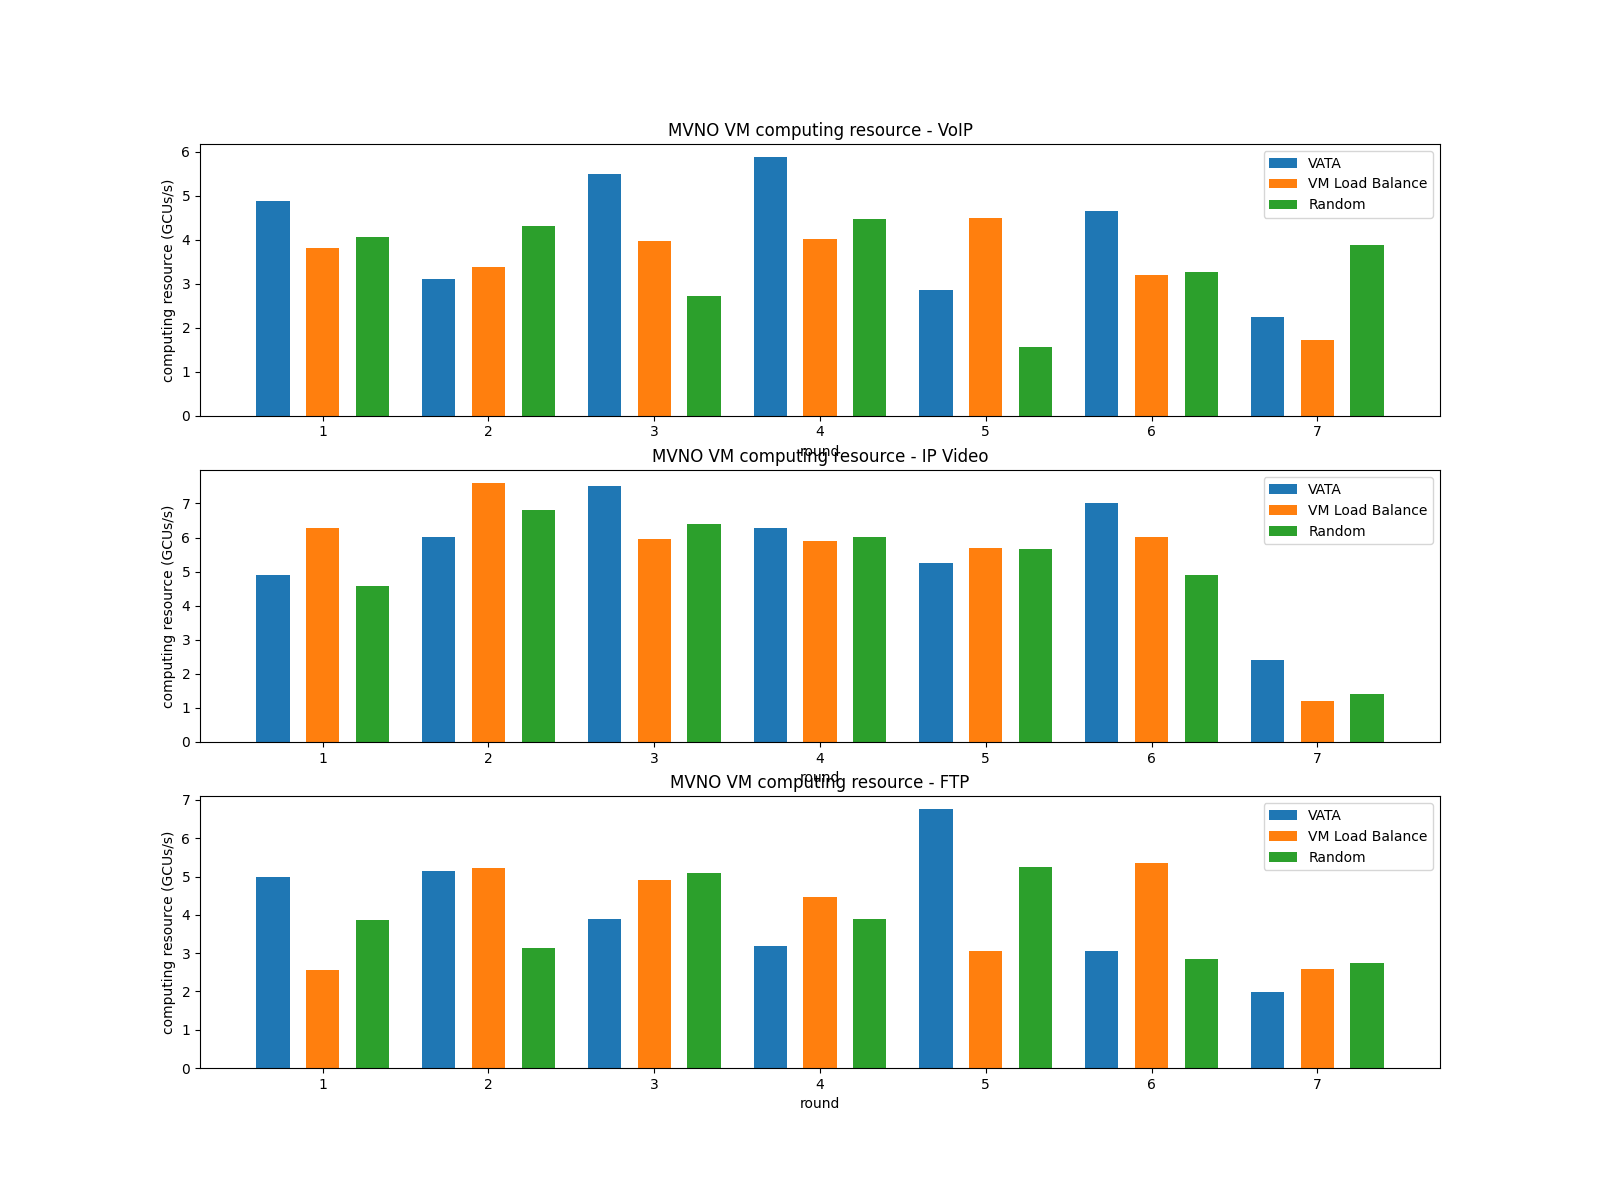 MVNO VM computing resource - VoIP
computing resource (GCUs/s)
6
5
4
3
2
1
0
VATA
VM Load Balance
Random
1 2 3 4 5 6 7
round
MVNO VM computing resource - IP Video
computing resource (GCUs/s)
7
6
5
4
3
2
1
0
VATA
VM Load Balance
Random
1 2 3 4 5 6 7
round
MVNO VM computing resource - FTP
computing resource (GCUs/s)
7
6
5
4
3
2
1
0
VATA
VM Load Balance
Random
1 2 3 4 5 6 7
round